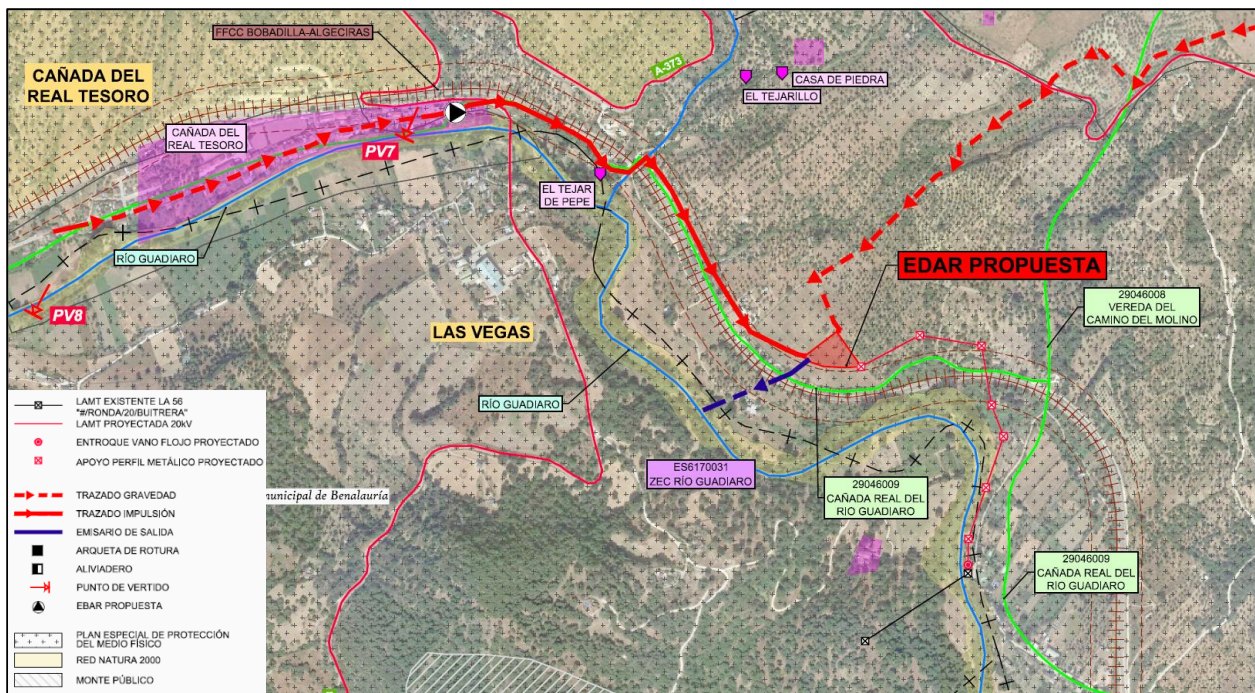 FFCC BOBADILLA-ALGECIRAS
CAÑADA DEL
REAL TESORO
A-373
CASA DE PIEDRA
EL TEJARILLO
CAÑADA DEL
REAL TESORO
PV7
EL TEJAR
DE PEPE
RÍO GUADIARO
EDAR PROPUESTA
29046008
VEREDA DEL
CAMINO DEL MOLINO
PV8
LAS VEGAS
RÍO GUADIARO
ES6170031
ZEC RÍO GUADIARO
29046009
CAÑADA REAL DEL
RIO GUADIARO
29046009
CAÑADA REAL DEL
RIO GUADIARO
municipal de Benalauría
LAMT EXISTENTE LA 56
"#/RONDA/20/BUITRERA"
LAMT PROYECTADA 20kV
ENTROQUE VANO FLOJO PROYECTADO
APOYO PERFIL METÁLICO PROYECTADO
TRAZADO GRAVEDAD
TRAZADO IMPULSIÓN
EMISARIO DE SALIDA
ARQUETA DE ROTURA
ALIVIADERO
PUNTO DE VERTIDO
EBAR PROPUESTA
PLAN ESPECIAL DE PROTECCIÓN
DEL MEDIO FÍSICO
RED NATURA 2000
MONTE PÚBLICO